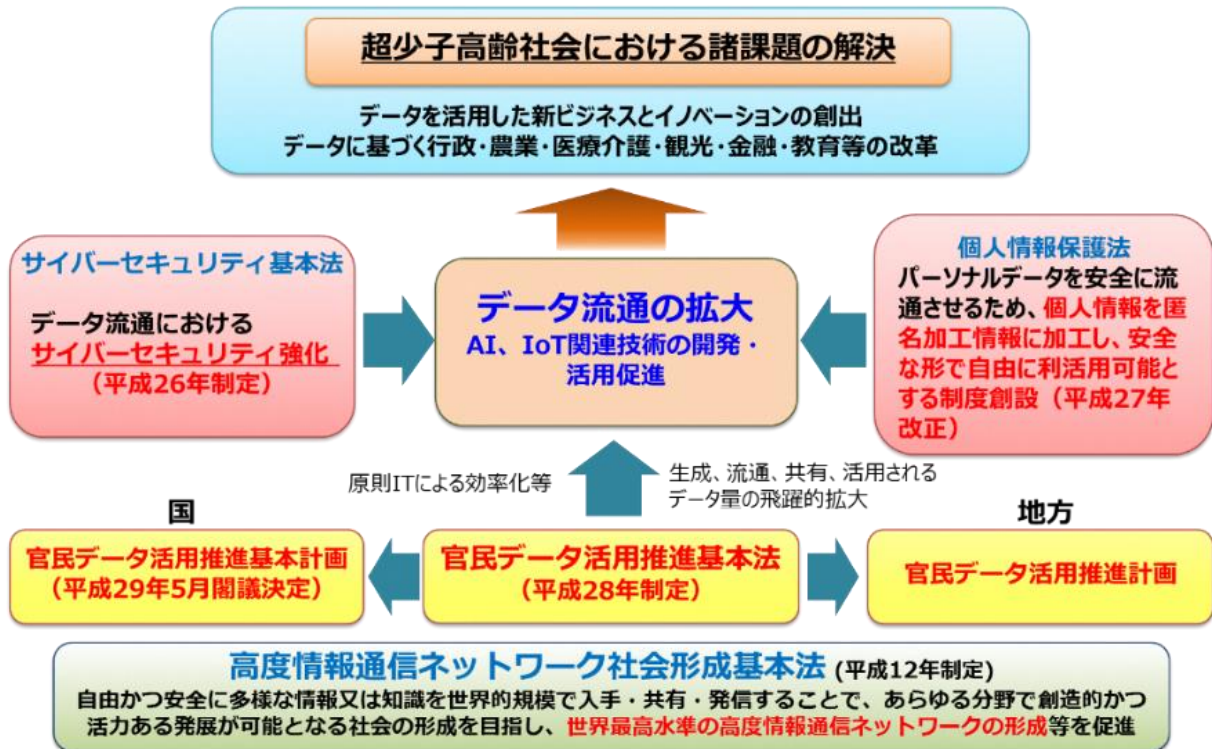 超少子高齢社会における諸課題の解決
データを活用した新ビジネスとイノベーションの創出
データに基づく行政・農業・医療介護・観光・金融・教育等の改革
サイバーセキュリティ基本法
データ流通における
サイバーセキュリティ強化
（平成26年制定）
データ流通の拡大
AI、IoT関連技術の開発・
活用促進
個人情報保護法
パーソナルデータを安全に流
通させるため、個人情報を匿
名加工情報に加工し、安全
な形で自由に利活用可能と
する制度創設（平成27年
改正）
原則ITによる効率化等
生成、流通、共有、活用される
データ量の飛躍的拡大
国
官民データ活用推進基本計画
（平成29年5月閣議決定）
官民データ活用推進基本法
（平成28年制定）
地方
官民データ活用推進計画
高度情報通信ネットワーク社会形成基本法 (平成12年制定)
自由かつ安全に多様な情報又は知識を世界的規模で入手・共有・発信することで、あらゆる分野で創造的かつ
活力ある発展が可能となる社会の形成を目指し、世界最高水準の高度情報通信ネットワークの形成等を促進